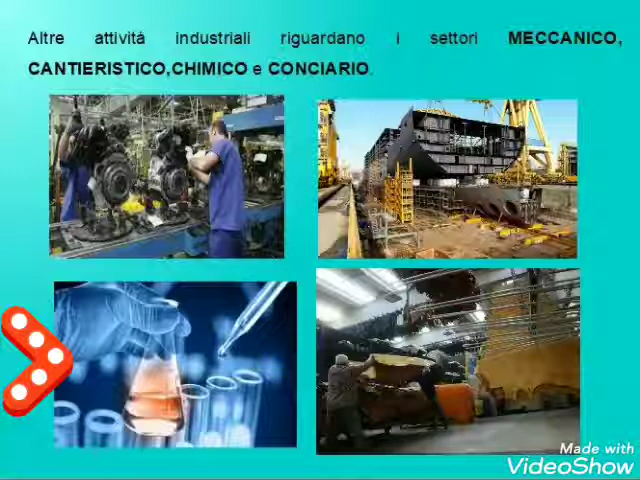 Altre attività industriali riguardano i settori MECCANICO,
CANTIERISTICO,CHIMICO e CONCIARIO.
Made with
VideoShow